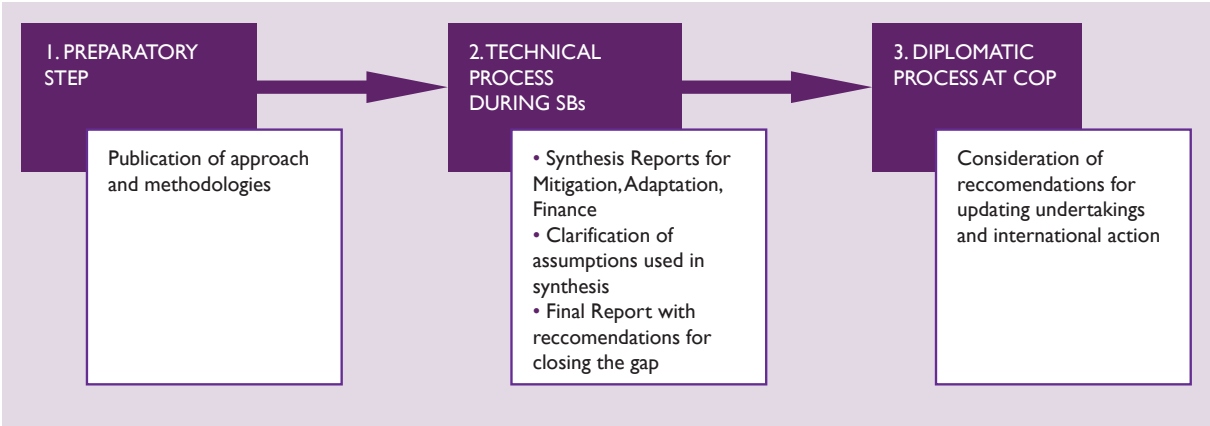 1. PREPARATORY
STEP
Publication of approach
and methodologies
2. TECHNICAL
PROCESS
DURING SBs
• Synthesis Reports for
Mitigation, Adaptation,
Finance
• Clarification of
assumptions used in
synthesis
• Final Report with
reccomendations for
closing the gap
3. DIPLOMATIC
PROCESS AT COP
Consideration of
reccomendations for
updating undertakings
and international action